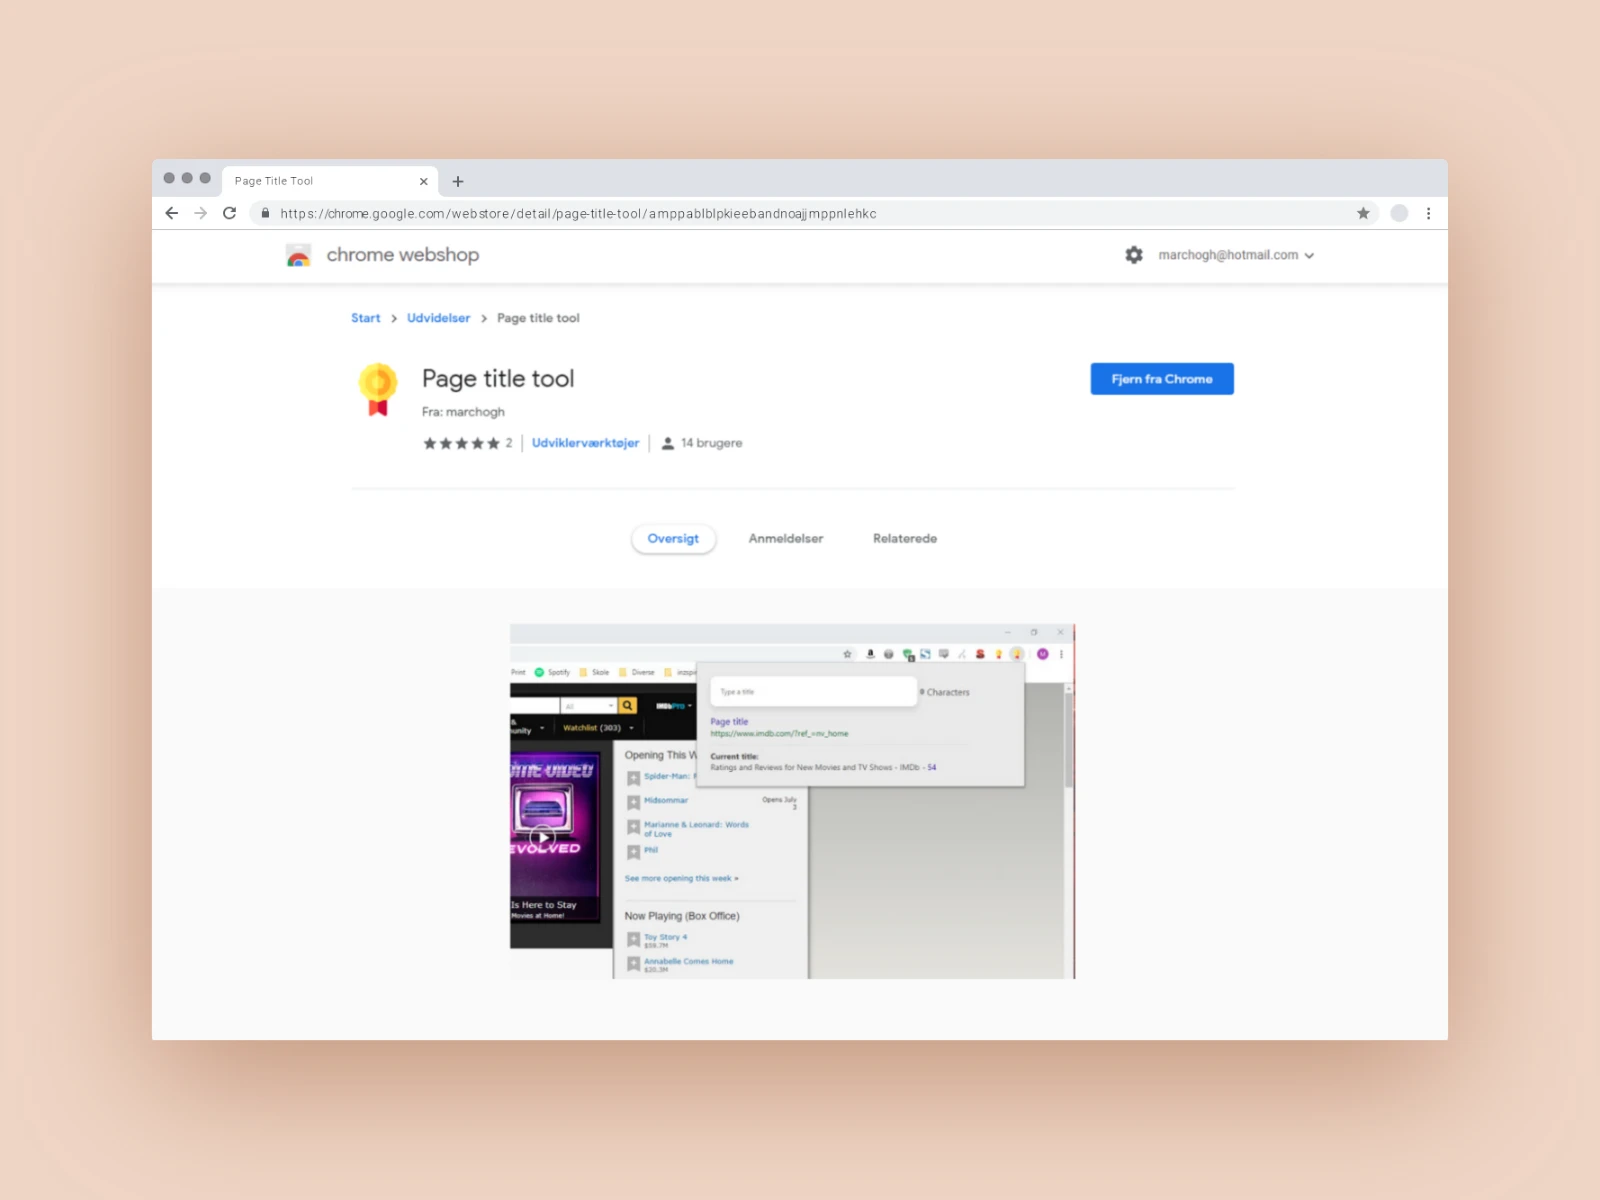 Page Title Tool
https://chrome.google.com/webstore/detail/page-title-tool/amppablblpkieebandnoajjmppnlehkc
chrome webshop
marchogh@hotmail.com
Start > Udvidelser > Page title tool
Page title tool
Fjern fra Chrome
Fra: marchogh
2
Udviklerværktøjer
14 brugere
Oversigt
Anmeldelser
Relaterede
Print
Spotify
Skole
Diverse
Type a title
Characters
All
IMDbPro
Page title
https://www.imdb.com/?ref_=nv_home
Watchlist (303)
Current title:
Ratings and Reviews for New Movies and TV Shows - IMDb - 54
Opening This W
Spider-Man:
Midsommar
Opens July
3
Marianne & Leonard: Words
of Love
Phil
See more opening this week »
EVOLVED
Is Here to Stay
Movies at Home!
Now Playing (Box Office)
Toy Story 4
Annabelle Comes Home
$20.3M